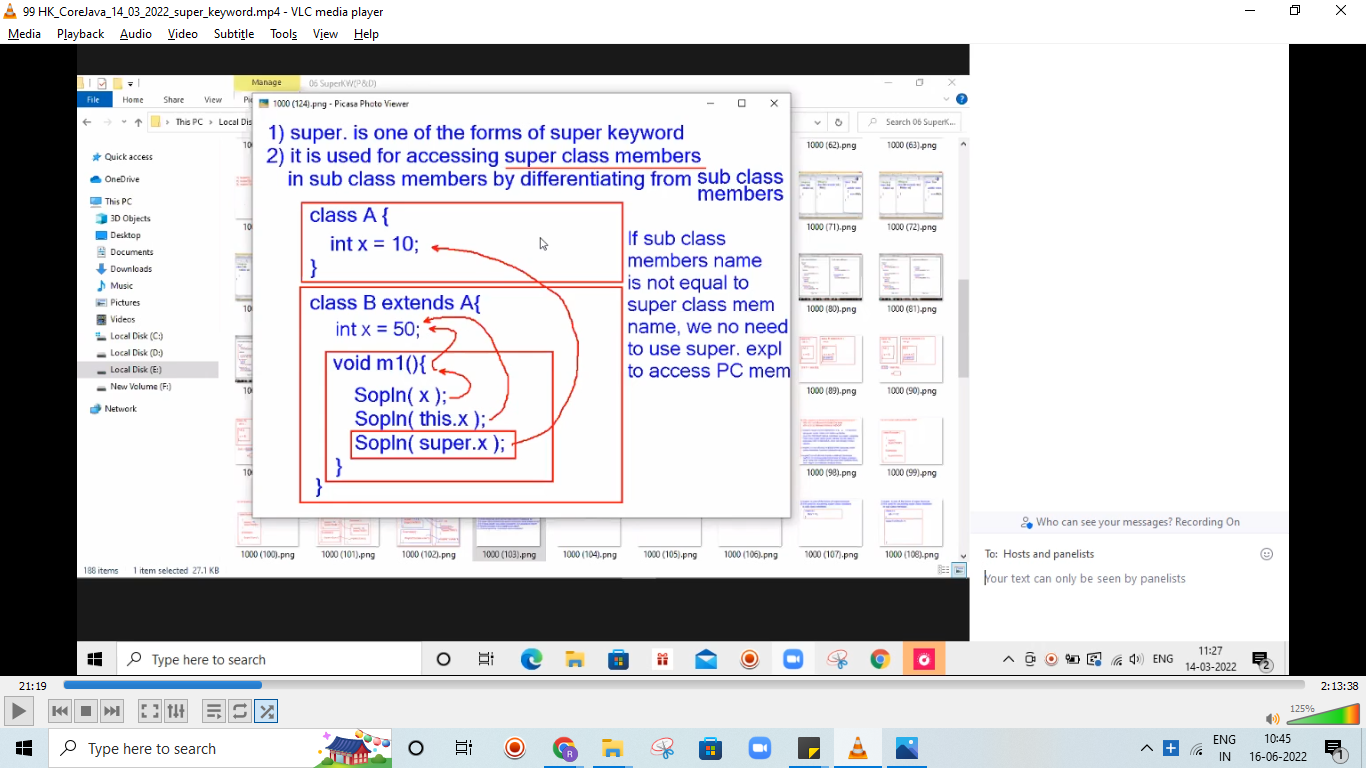 99 HK_CoreJava_14_03_2022_super_keyword.mp4 - VLC media player
Media Playback Audio Video Subtitle Tools View Help
Manage 06 SuperKW(P&D)
File Home Share View
1000 (124).png - Picasa Photo Viewer
This PC Local Dis
Search 06 SuperK...
Quick access
OneDrive
This PC
3D Objects
Desktop
Documents
Downloads
Music
Pictures
Videos
Local Disk (C:)
Local Disk (D:)
Local Disk (E:)
New Volume (F:)
Network
1) super. is one of the forms of super keyword
2) it is used for accessing super class members
in sub class members by differentiating from sub class
members
class A {
int x = 10;
}
class B extends A{
int x = 50;
void m1(){
Sopln( x );
Sopln( this.x );
Sopln( super.x );
}
}
If sub class
members name
is not equal to
super class mem
name, we no need
to use super. expl
to access PC mem
1000 (62).png 1000 (63).png
1000 (71).png 1000 (72).png
1000 (80).png 1000 (81).png
1000 (89).png 1000 (90).png
1000 (98).png 1000 (99).png
1000 (100).png 1000 (101).png 1000 (102).png 1000 (103).png 1000 (104).png 1000 (105).png 1000 (106).png 1000 (107).png 1000 (108).png
188 items 1 item selected 27.1 KB
Who can see your messages? Recording On
To: Hosts and panelists
Your text can only be seen by panelists
Type here to search
ENG
11:27
14-03-2022
2
21:19
2:13:38
125%
Type here to search
R
ENG
IN
10:45
16-06-2022
1